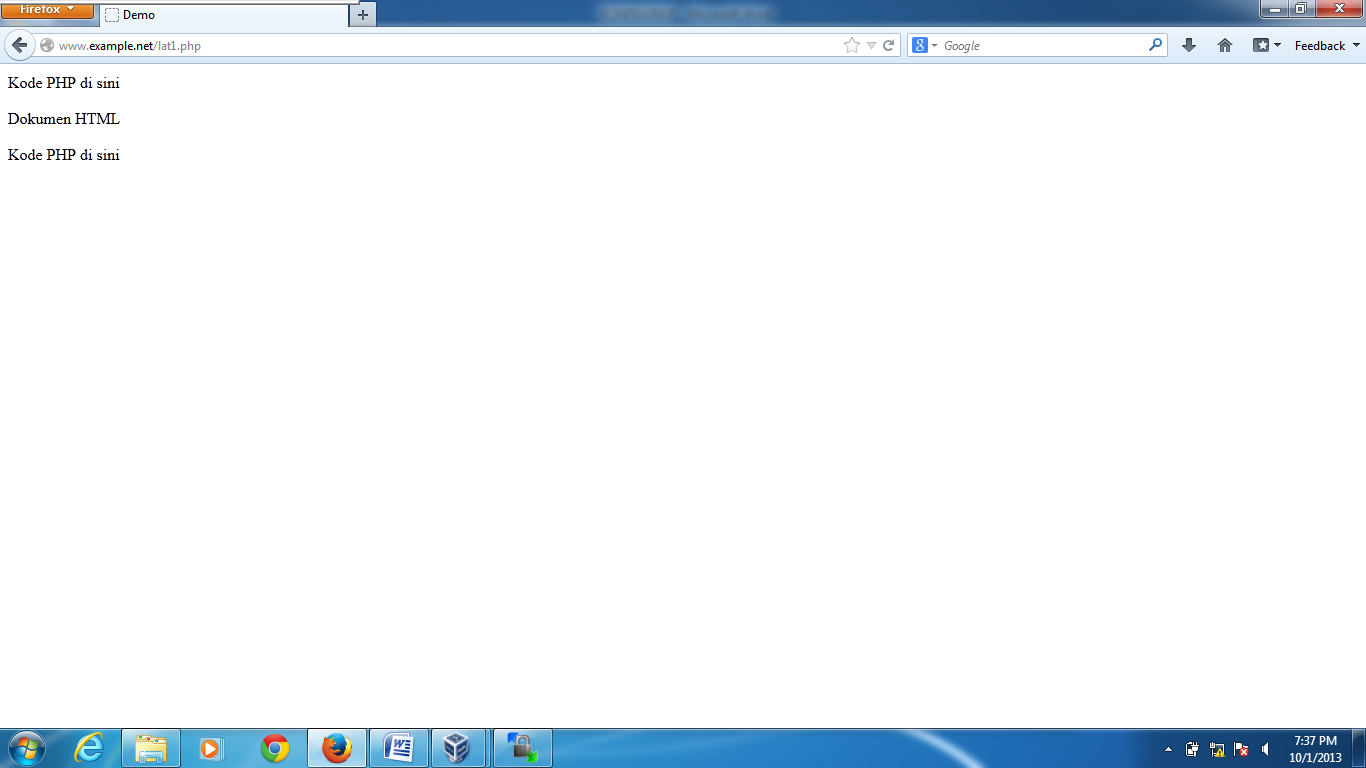 Firefox
Demo
www.example.net/lat1.php
Google
Feedback
Kode PHP di sini
Dokumen HTML
Kode PHP di sini
7:37 PM
10/1/2013